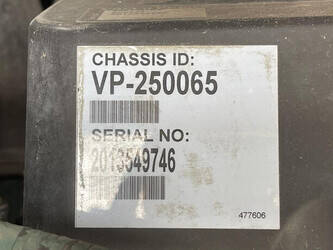 CHASSIS ID:
VP-250065
SERIAL NO:
2013549746
477606